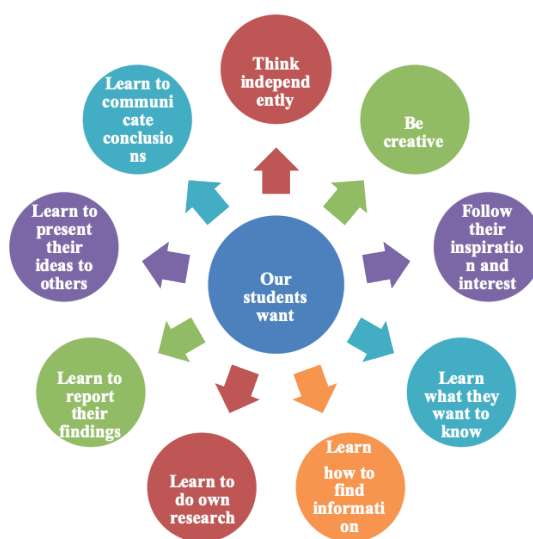 Our
students
want
Think
independ
ently
Be
creative
Follow
their
inspiratio
n and
interest
Learn
what they
want to
know
Learn
how to
find
informati
on
Learn to
do own
research
Learn to
report
their
findings
Learn to
present
their
ideas to
others
Learn to
communi
cate
conclusio
ns